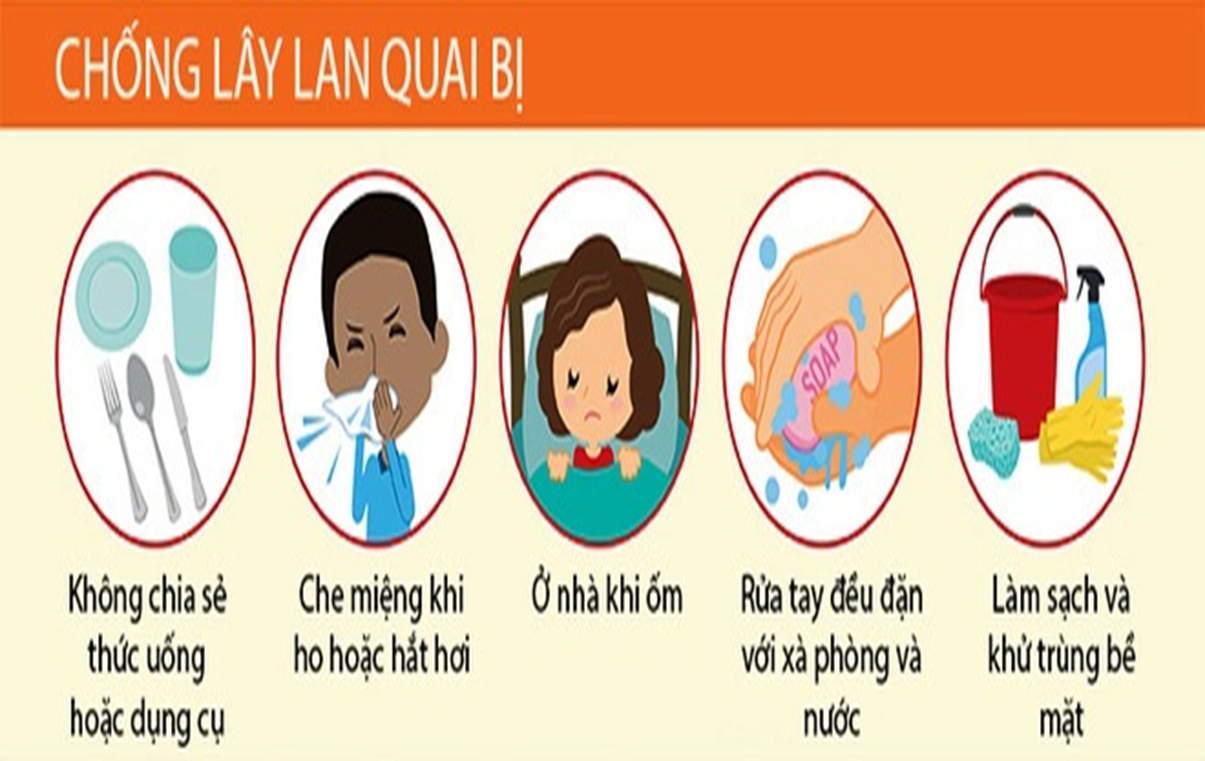 CHỐNG LÂY LAN QUAI BỊ
SOAP
Không chia sẻ
thức uống
hoặc dụng cụ
Che miệng khi
ho hoặc hắt hơi
Ở nhà khi ốm
Rửa tay đều đặn
với xà phòng và
nước
Làm sạch và
khử trùng bề
mặt